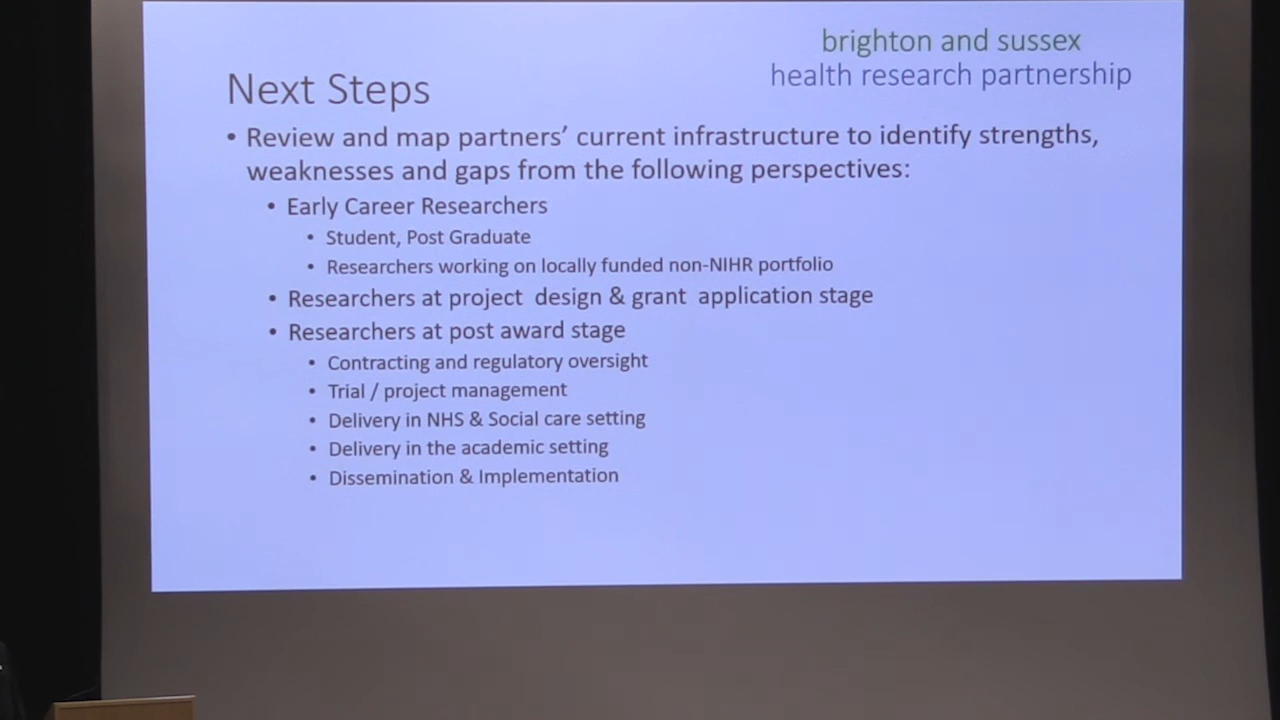 brighton and sussex
health research partnership
Next Steps
• Review and map partners’ current infrastructure to identify strengths,
weaknesses and gaps from the following perspectives:
• Early Career Researchers
• Student, Post Graduate
• Researchers working on locally funded non-NIHR portfolio
• Researchers at project design & grant application stage
• Researchers at post award stage
• Contracting and regulatory oversight
• Trial / project management
• Delivery in NHS & Social care setting
• Delivery in the academic setting
• Dissemination & Implementation